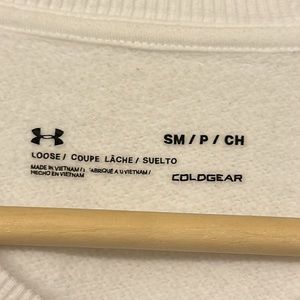 SM / P / CH
LOOSE / COUPE LÂCHE / SUELTO
MADE IN VIETNAM / FABRIQUÉ AU VIETNAM /
HECHO EN VIETNAM
COLDGEAR